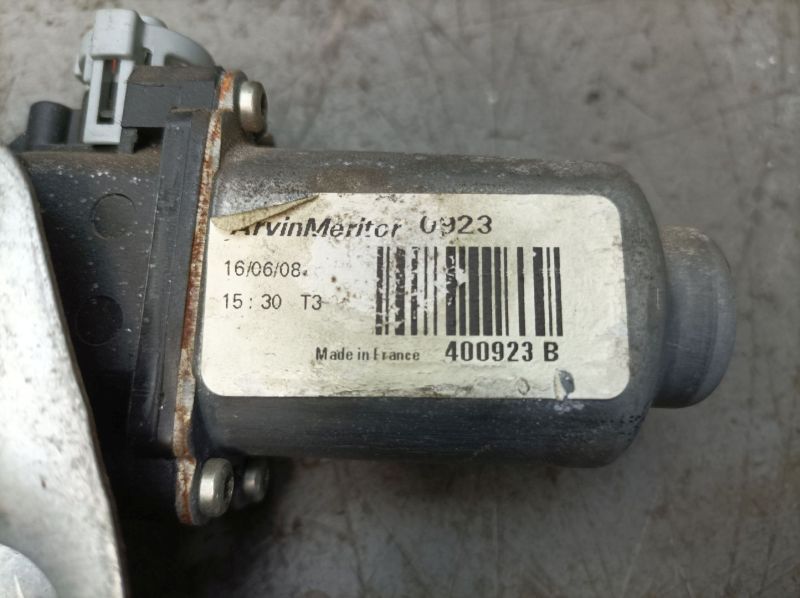 ArvinMeritor 0923
16/06/08
15:30 T3
Made in France 400923 B